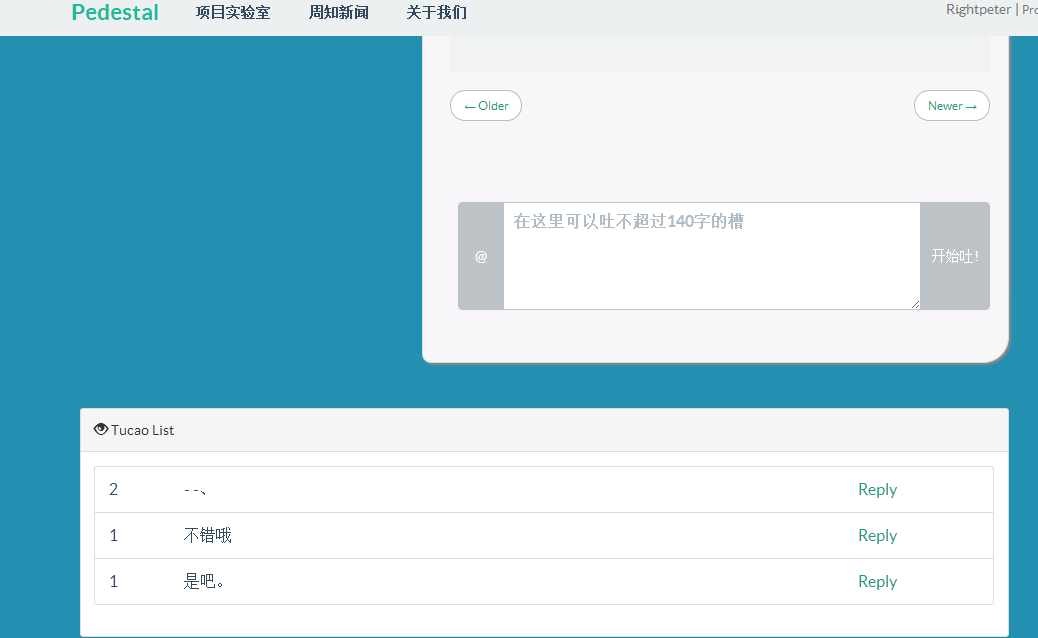 Pedestal 项目实验室 周知新闻 关于我们 Rightpeter | Pro
← Older Newer →
@ 在这里可以吐不超过140字的槽 开始吐!
Tucao List
2 - -、 Reply
1 不错哦 Reply
1 是吧。 Reply